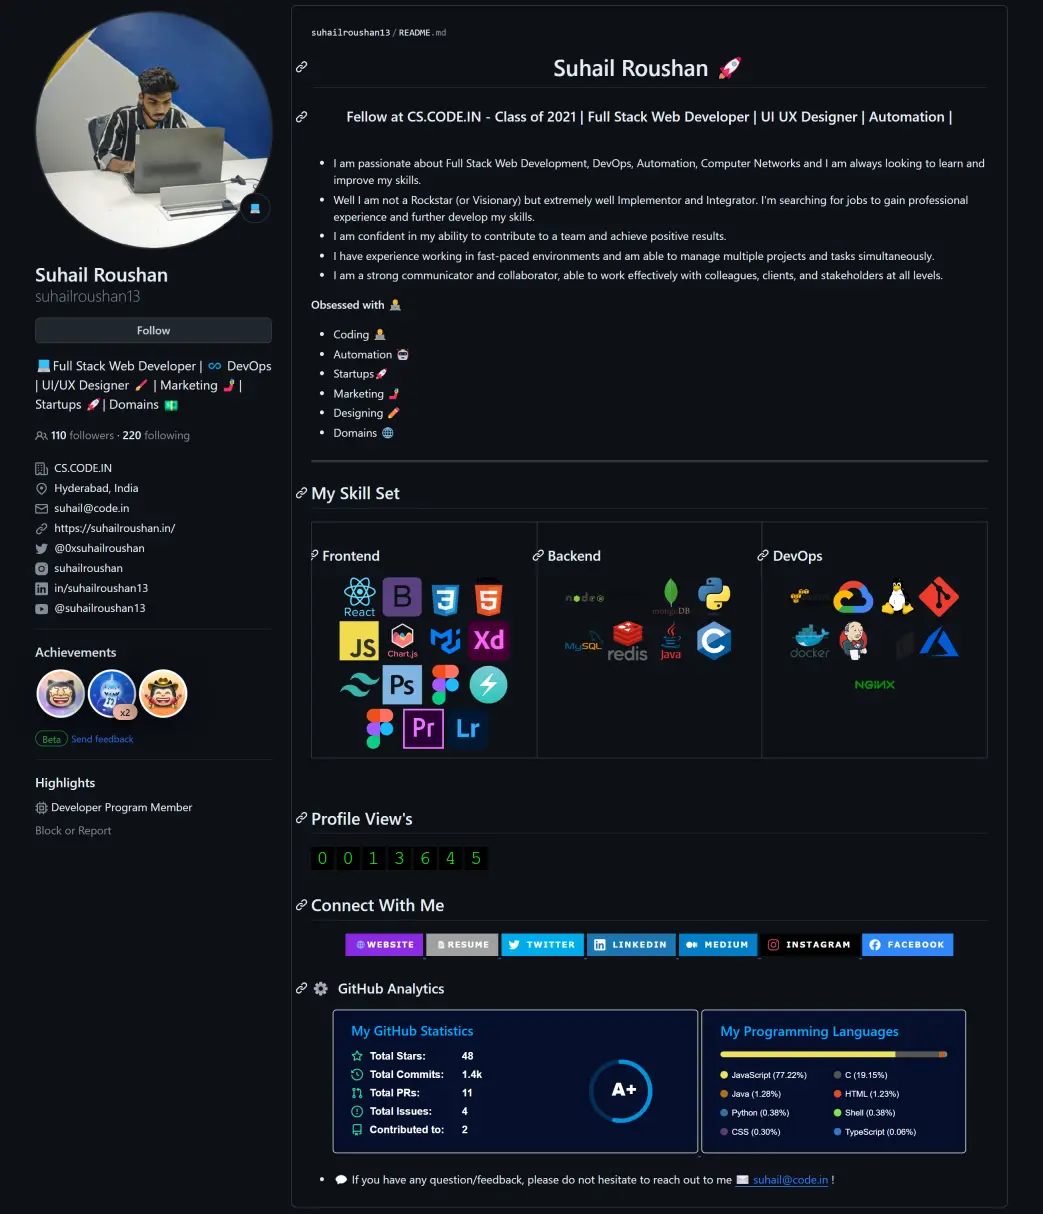 Suhail Roushan
suhailroushan13
Follow
Full Stack Web Developer | DevOps
| UI/UX Designer | Marketing |
Startups | Domains
110 followers · 220 following
CS.CODE.IN
Hyderabad, India
suhail@code.in
https://suhailroushan.in/
@0xsuhailroushan
suhailroushan
in/suhailroushan13
@suhailroushan13
Achievements
x2
Beta Send feedback
Highlights
Developer Program Member
Block or Report
suhailroushan13/README.md
Suhail Roushan
Fellow at CS.CODE.IN - Class of 2021 | Full Stack Web Developer | UI UX Designer | Automation |
• I am passionate about Full Stack Web Development, DevOps, Automation, Computer Networks and I am always looking to learn and
improve my skills.
• Well I am not a Rockstar (or Visionary) but extremely well Implementor and Integrator. I'm searching for jobs to gain professional
experience and further develop my skills.
• I am confident in my ability to contribute to a team and achieve positive results.
• I have experience working in fast-paced environments and am able to manage multiple projects and tasks simultaneously.
• I am a strong communicator and collaborator, able to work effectively with colleagues, clients, and stakeholders at all levels.
Obsessed with
• Coding
• Automation
• Startups
• Marketing
• Designing
• Domains
My Skill Set
Frontend
React B 3 5
JS Chart.js Xd
Ps
Pr Lr
Backend
node mongoDB
MySQL redis Java C
DevOps
docker
NGINX
Profile View's
0 0 1 3 6 4 5
Connect With Me
WEBSITE RESUME TWITTER LINKEDIN MEDIUM INSTAGRAM FACEBOOK
GitHub Analytics
My GitHub Statistics
Total Stars: 48
Total Commits: 1.4k
Total PRs: 11
Total Issues: 4
Contributed to: 2
A+
My Programming Languages
JavaScript (77.22%) C (19.15%)
Java (1.28%) HTML (1.23%)
Python (0.38%) Shell (0.38%)
CSS (0.30%) TypeScript (0.06%)
• If you have any question/feedback, please do not hesitate to reach out to me suhail@code.in !